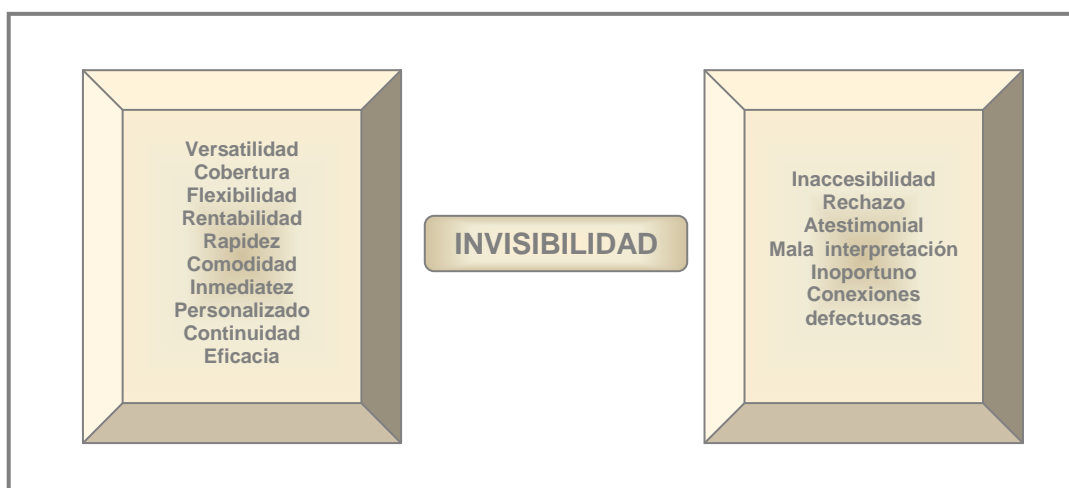 Versatilidad
Cobertura
Flexibilidad
Rentabilidad
Rapidez
Comodidad
Inmediatez
Personalizado
Continuidad
Eficacia
INVISIBILIDAD
Inaccesibilidad
Rechazo
Atestimonial
Mala interpretación
Inoportuno
Conexiones
defectuosas